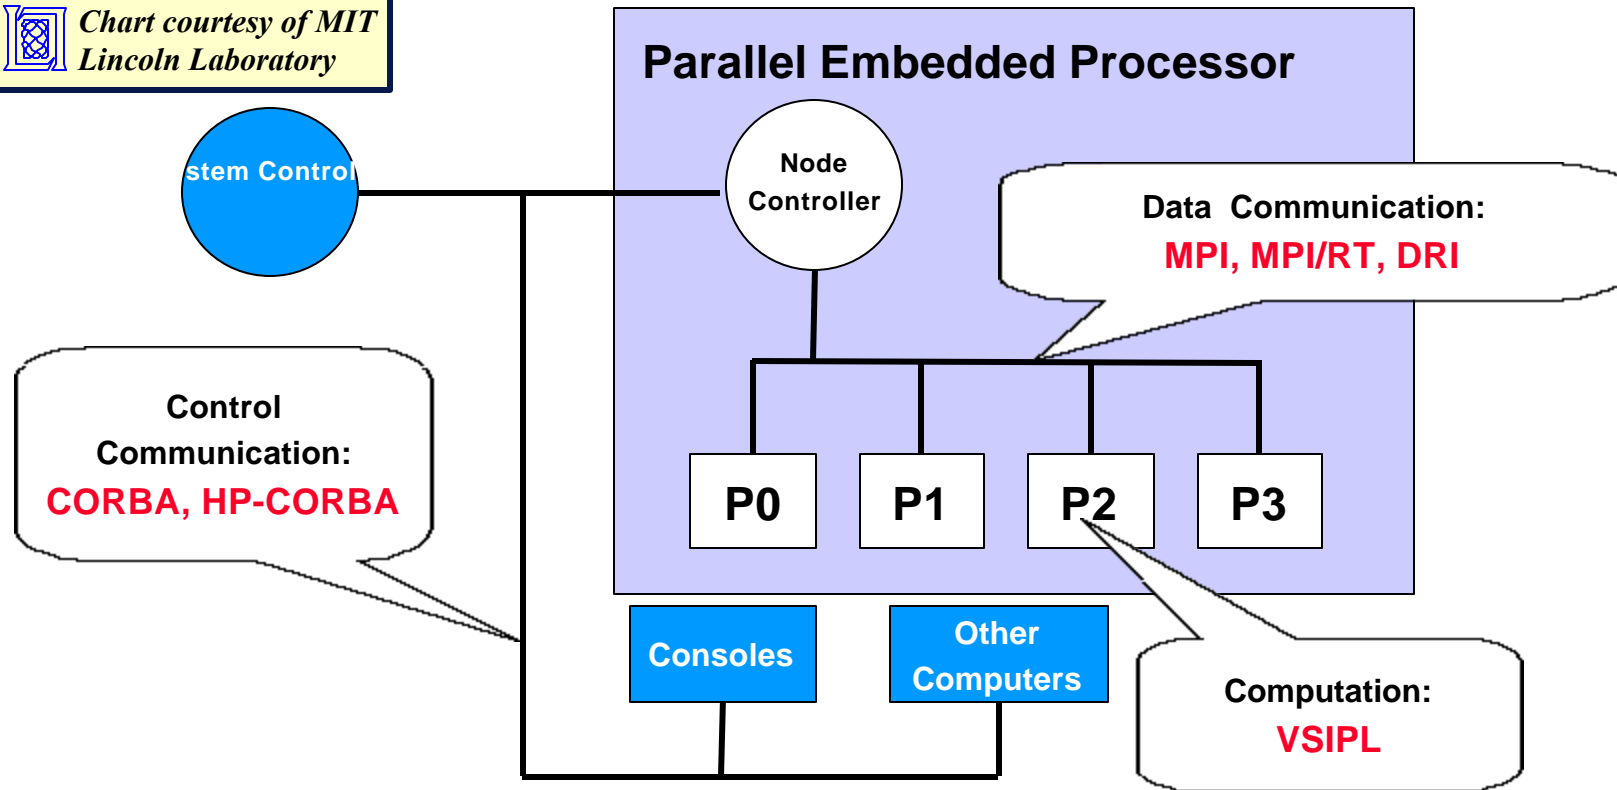 Chart courtesy of MIT
Lincoln Laboratory
Parallel Embedded Processor
stem Control
Node
Controller
Data Communication:
MPI, MPI/RT, DRI
Control
Communication:
CORBA, HP-CORBA
P0
P1
P2
P3
Consoles
Other
Computers
Computation:
VSIPL